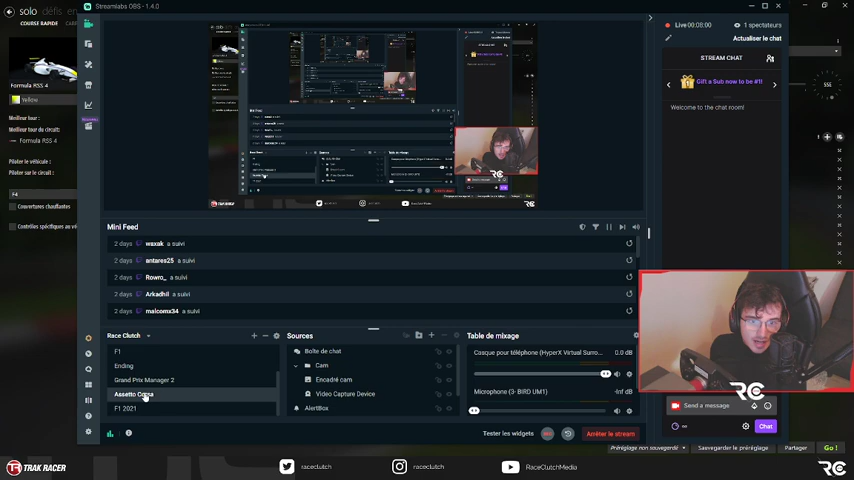 Streamlabs OBS - 1.4.0
solo défis en
COURSE RAPIDE
Formula RSS 4
Yellow
Meilleur tour :
Meilleur tour du circuit:
— Formula RSS 4
Piloter le véhicule:
Piloter sur le circuit:
F4
Couvertures chauffantes
Live 00:08:00 1 spectateurs
Actualiser le chat
STREAM CHAT
Gift a Sub now to be #1!
Welcome to the chat room!
Mini Feed
2 days waxak a suivi
2 days antares25 a suivi
2 days Rowro_ a suivi
2 days Arkadhil a suivi
2 days malcomx34 a suivi
Race Clutch
F1
Ending
Grand Prix Manager 2
Assetto Corsa
F1 2021
Sources
Boîte de chat
Cam
Encadré cam
Video Capture Device
AlertBox
Table de mixage
Casque pour téléphone (HyperX Virtual Surro... 0.0 dB
Microphone (3- BIRD UM1) -Inf dB
Tester les widgets
REC
Arrêter le stream
RC
Send a message
Chat
Préréglage non sauvegardé
Sauvegarder le préréglage
Partager
Go !
TRAK RACER
raceclutch
raceclutch
RaceClutchMedia
RC